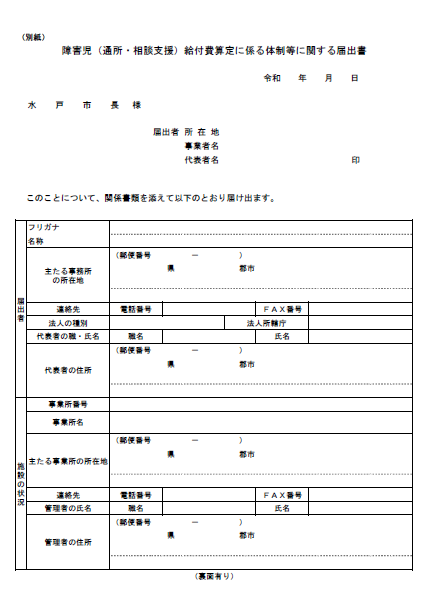 （別紙）
障害児（通所・相談支援）給付費算定に係る体制等に関する届出書
令和　　年　　月　　日
水　戸　市　長　様
届出者 所 在 地
事業者名
代表者名　　　　　　　　　　印
このことについて、関係書類を添えて以下のとおり届け出ます。
届出者
フリガナ
名称
主たる事務所
の所在地
（郵便番号　　　－　　　）
県　　　　郡市
連絡先　電話番号　ＦＡＸ番号
法人の種別　法人所轄庁
代表者の職・氏名　職名　氏名
代表者の住所
（郵便番号　　　－　　　）
県　　　　郡市
施設の状況
事業所番号
事業所名
主たる事業所の所在地
（郵便番号　　　－　　　）
県　　　　郡市
連絡先　電話番号　ＦＡＸ番号
管理者の氏名　職名　氏名
管理者の住所
（郵便番号　　　－　　　）
県　　　　郡市
（裏面有り）